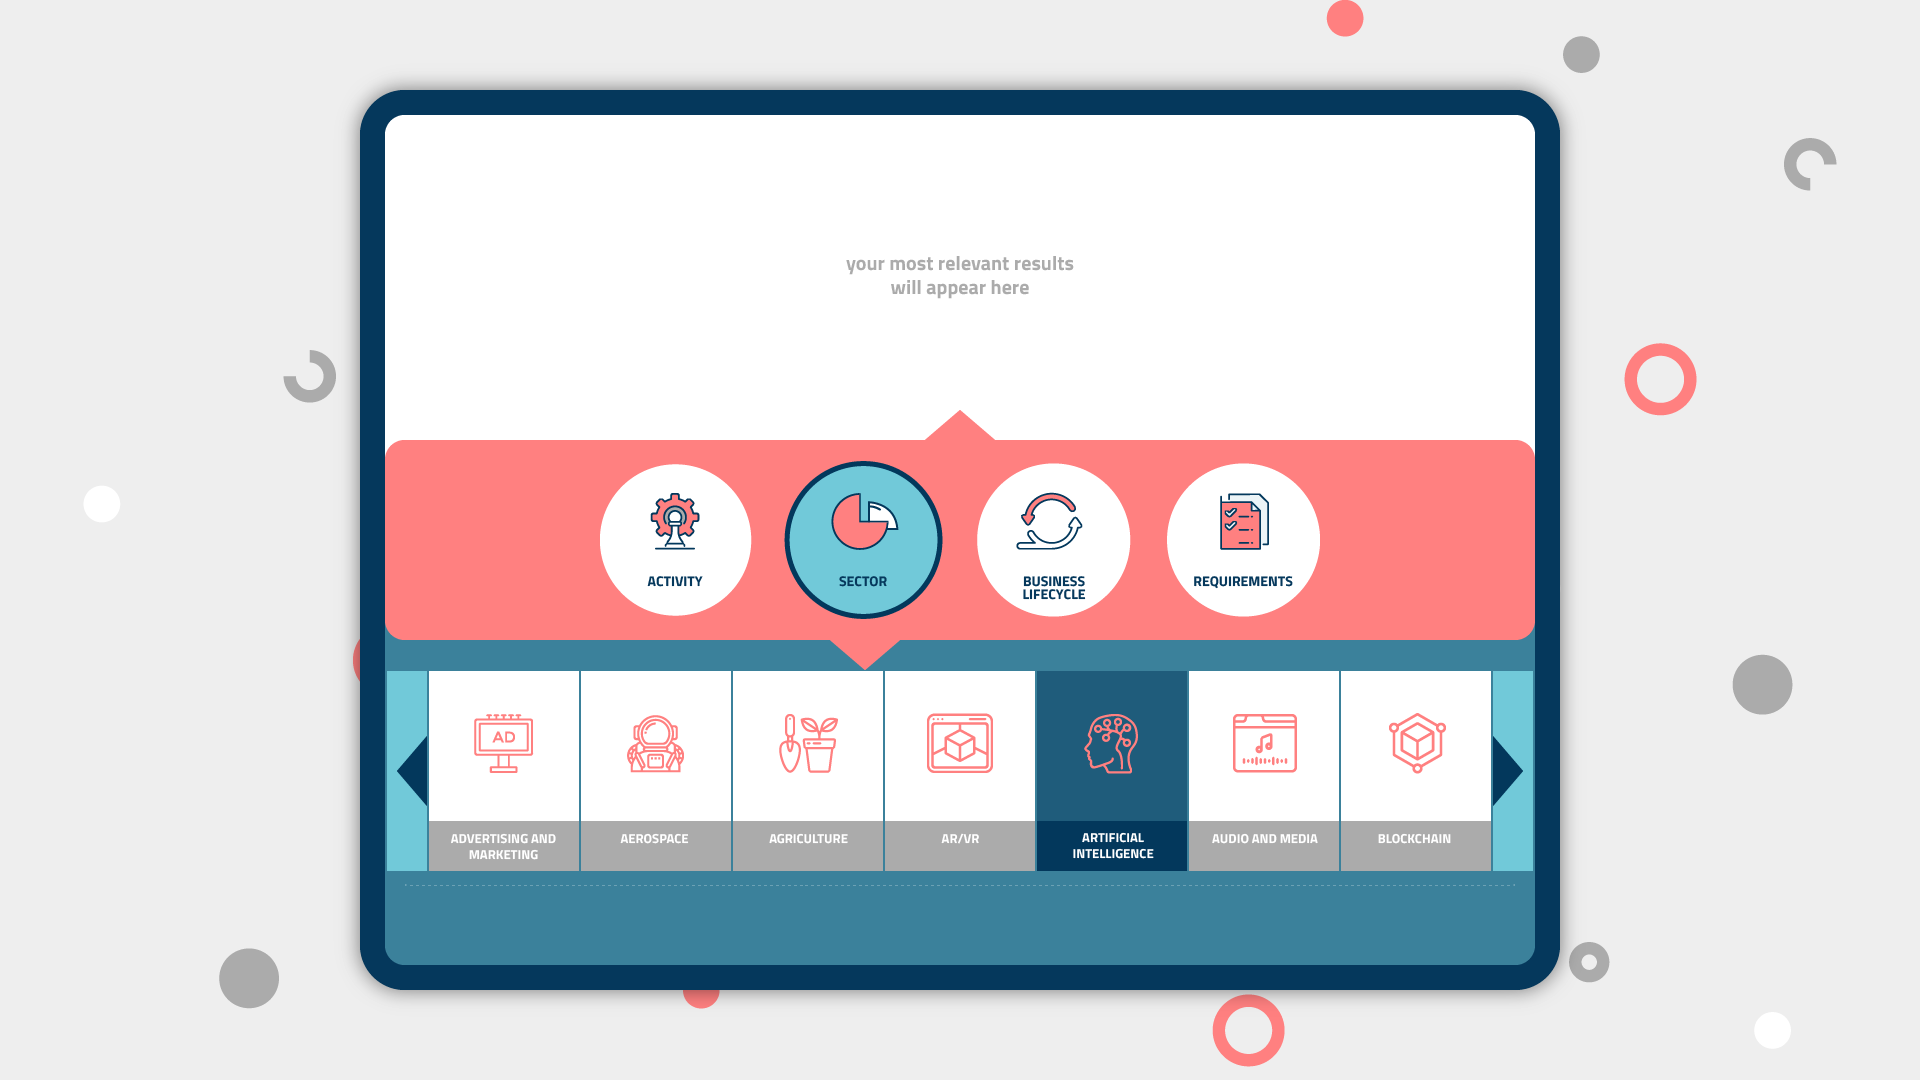 your most relevant results
will appear here
ACTIVITY
SECTOR
BUSINESS
LIFECYCLE
REQUIREMENTS
AD
ADVERTISING AND
MARKETING
AEROSPACE
AGRICULTURE
AR/VR
ARTIFICIAL
INTELLIGENCE
AUDIO AND MEDIA
BLOCKCHAIN